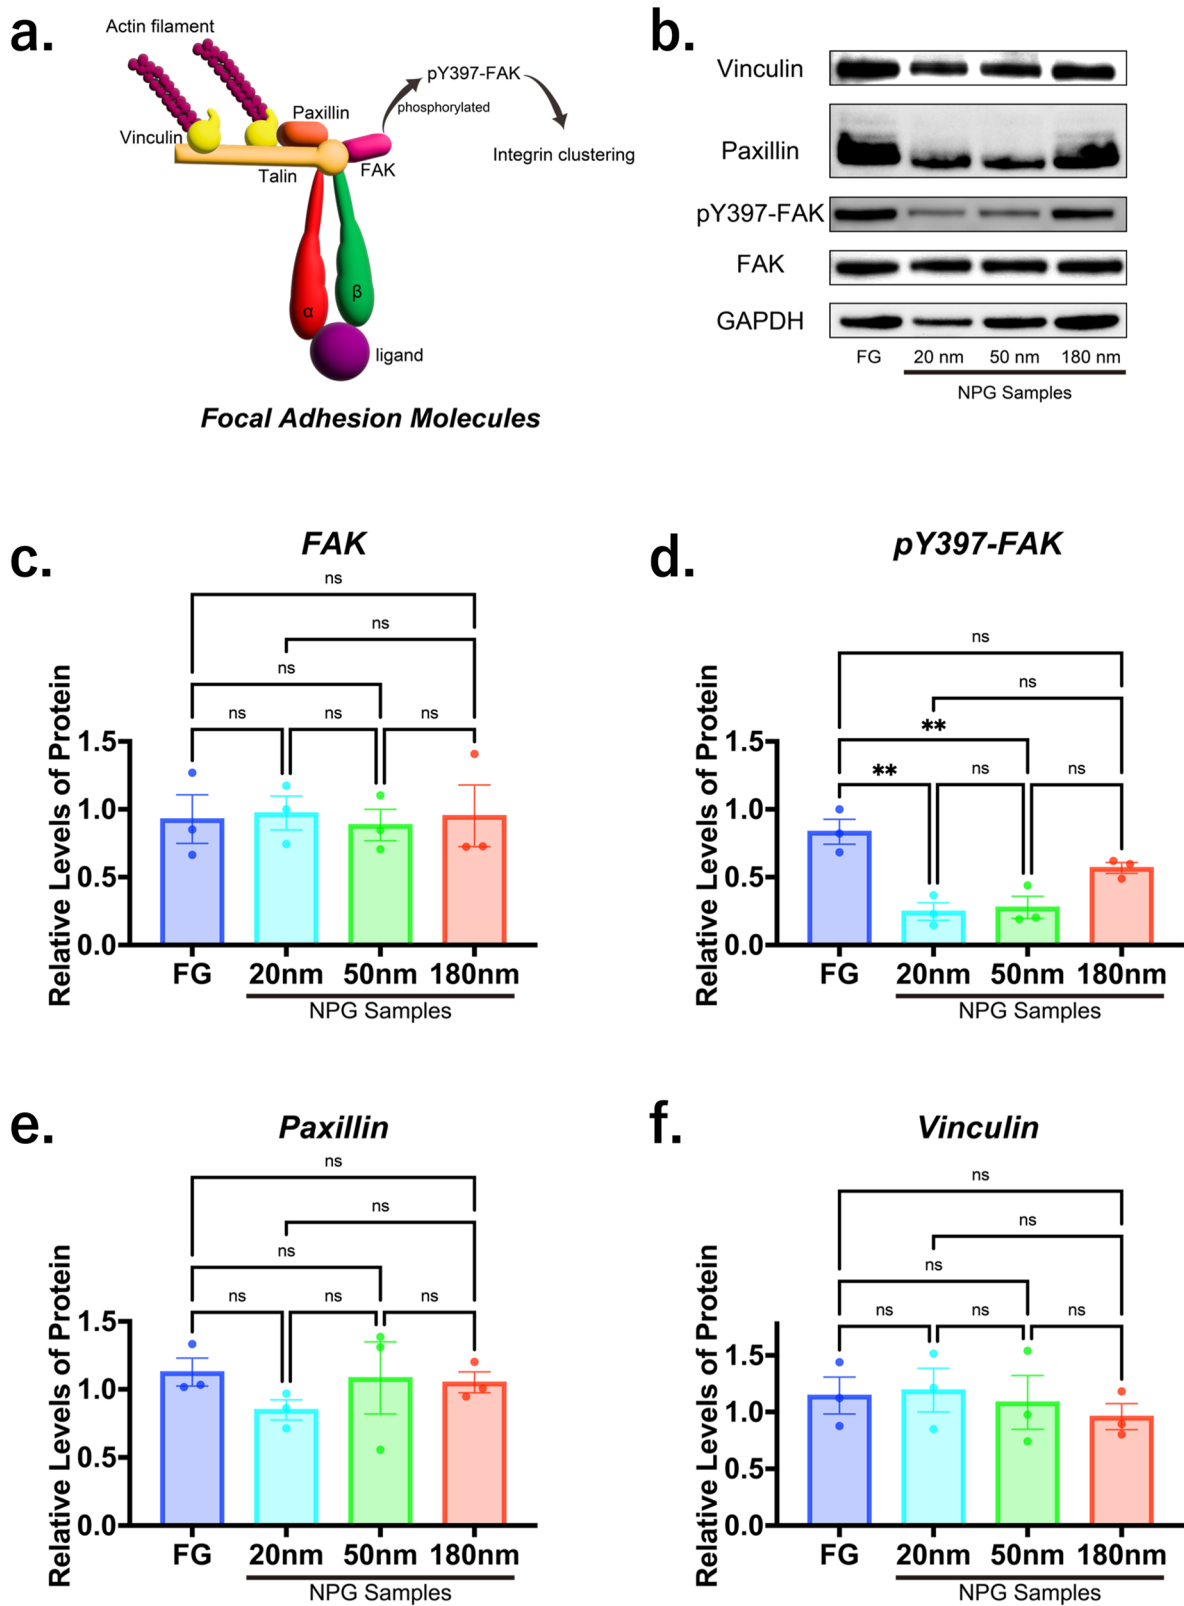 a.
Actin filament
pY397-FAK
phosphorylated
Paxillin
Vinculin
Integrin clustering
Talin
FAK
α
β
ligand
Focal Adhesion Molecules
b.
Vinculin
Paxillin
pY397-FAK
FAK
GAPDH
FG 20 nm 50 nm 180 nm
NPG Samples
c.
FAK
ns
ns
ns
ns ns ns
Relative Levels of Protein
1.5
1.0
0.5
0.0
FG 20nm 50nm 180nm
NPG Samples
d.
pY397-FAK
ns
ns
**
** ns ns
Relative Levels of Protein
1.5
1.0
0.5
0.0
FG 20nm 50nm 180nm
NPG Samples
e.
Paxillin
ns
ns
ns
ns ns ns
Relative Levels of Protein
1.5
1.0
0.5
0.0
FG 20nm 50nm 180nm
NPG Samples
f.
Vinculin
ns
ns
ns
ns ns ns
Relative Levels of Protein
1.5
1.0
0.5
0.0
FG 20nm 50nm 180nm
NPG Samples